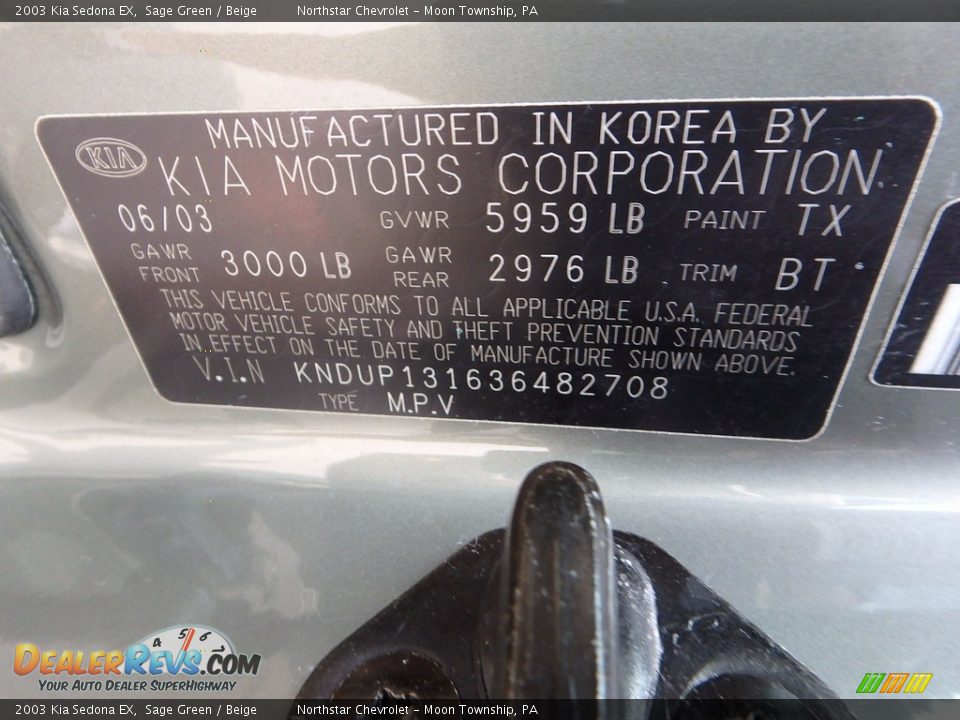 2003 Kia Sedona EX, Sage Green / Beige Northstar Chevrolet - Moon Township, PA
KIA
MANUFACTURED IN KOREA BY
KIA MOTORS CORPORATION
06/03 GVWR 5959 LB PAINT TX
GAWR FRONT 3000 LB GAWR REAR 2976 LB TRIM BT
THIS VEHICLE CONFORMS TO ALL APPLICABLE U.S.A. FEDERAL
MOTOR VEHICLE SAFETY AND THEFT PREVENTION STANDARDS
IN EFFECT ON THE DATE OF MANUFACTURE SHOWN ABOVE.
V.I.N KNDUP131636482708
TYPE M.P.V
4 5 6
DEALERREVS.COM
YOUR AUTO DEALER SUPERHIGHWAY
2003 Kia Sedona EX, Sage Green / Beige Northstar Chevrolet - Moon Township, PA